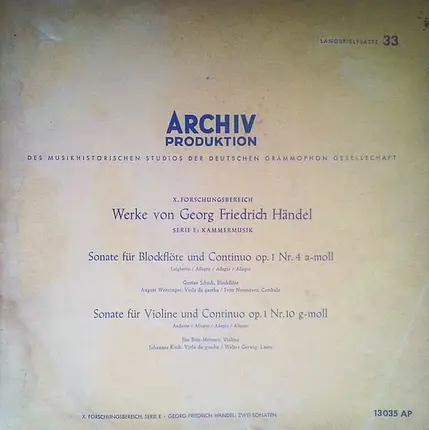 LANGSPIELPLATTE 33
ARCHIV
PRODUKTION
DES MUSIKHISTORISCHEN STUDIOS DER DEUTSCHEN GRAMMOPHON GESELLSCHAFT
X. FORSCHUNGSBEREICH
Werke von Georg Friedrich Händel
SERIE E: KAMMERMUSIK
Sonate für Blockflöte und Continuo op. 1 Nr. 4 a-moll
Larghetto / Allegro / Adagio / Allegro
Gustav Scheck, Blockflöte
August Wenzinger, Viola da gamba / Fritz Neumeyer, Cembalo
Sonate für Violine und Continuo op. 1 Nr. 10 g-moll
Andante / Allegro / Adagio / Allegro
Violine
Johannes Koch, Viola da gamba / Walter Gerwig, Laute
X. FORSCHUNGSBEREICH, SERIE E · GEORG FRIEDRICH HÄNDEL: ZWEI SONATEN
13035 AP